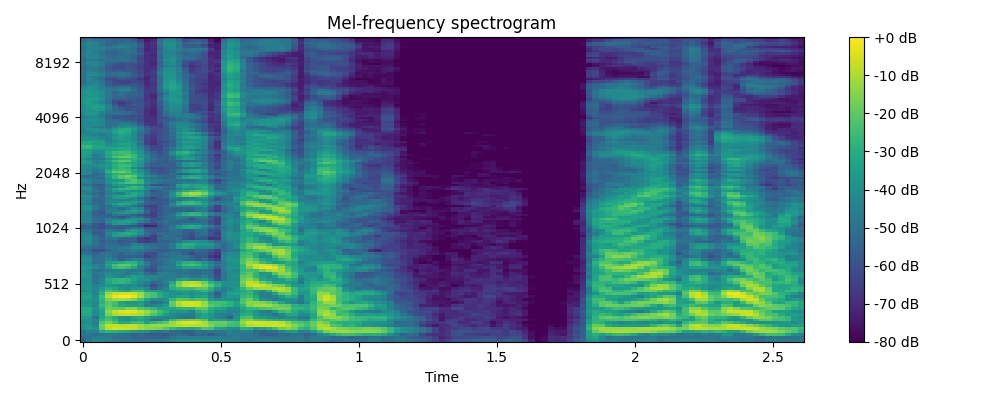 Mel-frequency spectrogram
+0 dB
8192
-10 dB
4096
-20 dB
-30 dB
2048
-40 dB
Hz
1024
-50 dB
-60 dB
512
-70 dB
0
-80 dB
0
0.5
1
1.5
2
2.5
Time